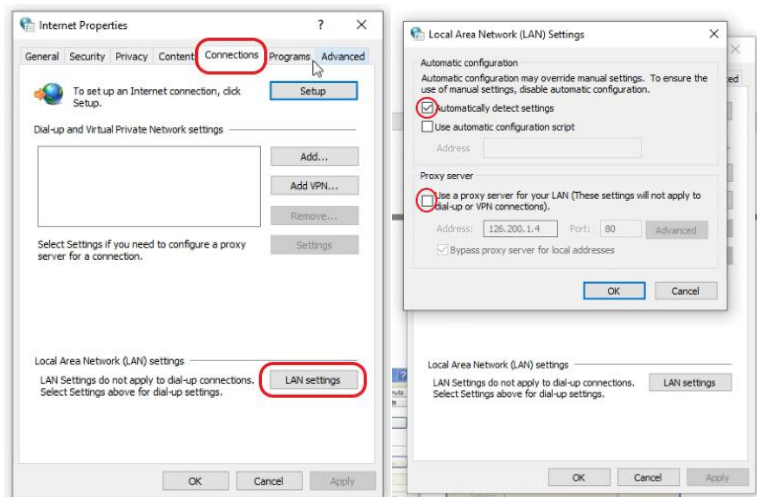 Internet Properties
? ×
General Security Privacy Content Connections Programs Advanced
To set up an Internet connection, click
Setup.
Setup
Dial-up and Virtual Private Network settings
Add...
Add VPN...
Remove...
Select Settings if you need to configure a proxy
server for a connection.
Settings
Local Area Network (LAN) settings
LAN Settings do not apply to dial-up connections.
Select Settings above for dial-up settings.
LAN settings
OK Cancel Apply
Local Area Network (LAN) Settings
Automatic configuration
Automatic configuration may override manual settings. To ensure the
use of manual settings, disable automatic configuration.
Automatically detect settings
Use automatic configuration script
Address
Proxy server
Use a proxy server for your LAN (These settings will not apply to
dial-up or VPN connections).
Address: 126.200.1.4 Port: 80 Advanced
Bypass proxy server for local addresses
OK Cancel
Local Area Network (LAN) settings
LAN Settings do not apply to dial-up connections.
Select Settings above for dial-up settings.
LAN settings
OK Cancel Apply